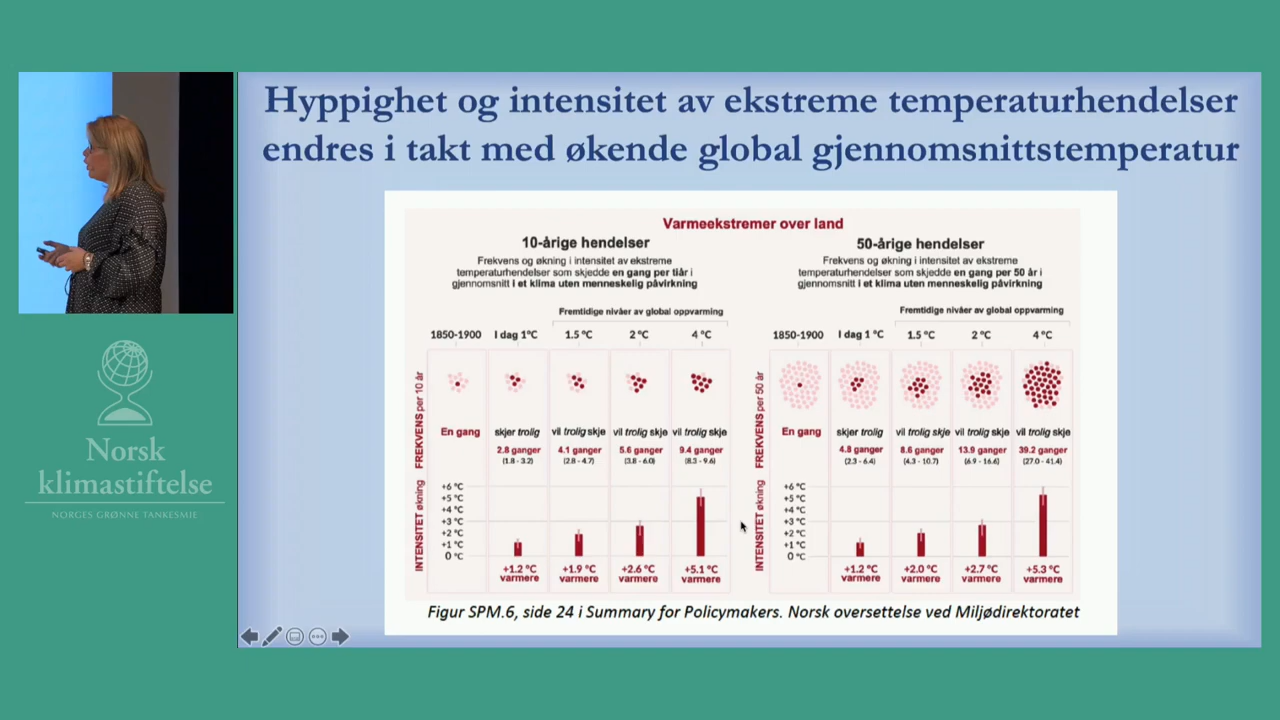 Hyppighet og intensitet av ekstreme temperaturhendelser
endres i takt med økende global gjennomsnittstemperatur
Varmeekstremer over land
10-årige hendelser
Frekvens og økning i intensitet av ekstreme
temperaturhendelser som skjedde en gang per tiår i
gjennomsnitt i et klima uten menneskelig påvirkning
Fremtidige nivåer av global oppvarming
1850-1900 I dag 1°C 1.5 °C 2 °C 4 °C
FREKVENS per 10 år
En gang skjer trolig vil trolig skje vil trolig skje vil trolig skje
2.8 ganger 4.1 ganger 5.6 ganger 9.4 ganger
(1.8 - 3.2) (2.8 - 4.7) (3.8 - 6.0) (8.3 - 9.6)
INTENSITET økning
+6 °C
+5 °C
+4 °C
+3 °C
+2 °C
+1 °C
0 °C
+1.2 °C +1.9 °C +2.6 °C +5.1 °C
varmere varmere varmere varmere
50-årige hendelser
Frekvens og økning i intensitet av ekstreme
temperaturhendelser som skjedde en gang per 50 år i
gjennomsnitt i et klima uten menneskelig påvirkning
Fremtidige nivåer av global oppvarming
1850-1900 I dag 1 °C 1.5 °C 2 °C 4 °C
FREKVENS per 50 år
En gang skjer trolig vil trolig skje vil trolig skje vil trolig skje
4.8 ganger 8.6 ganger 13.9 ganger 39.2 ganger
(2.3 - 6.4) (4.3 - 10.7) (6.9 - 16.6) (27.0 - 41.4)
INTENSITET økning
+6 °C
+5 °C
+4 °C
+3 °C
+2 °C
+1 °C
0 °C
+1.2 °C +2.0 °C +2.7 °C +5.3 °C
varmere varmere varmere varmere
Figur SPM.6, side 24 i Summary for Policymakers. Norsk oversettelse ved Miljødirektoratet
Norsk
klimastiftelse
NORGES GRØNNE TANKESMIE